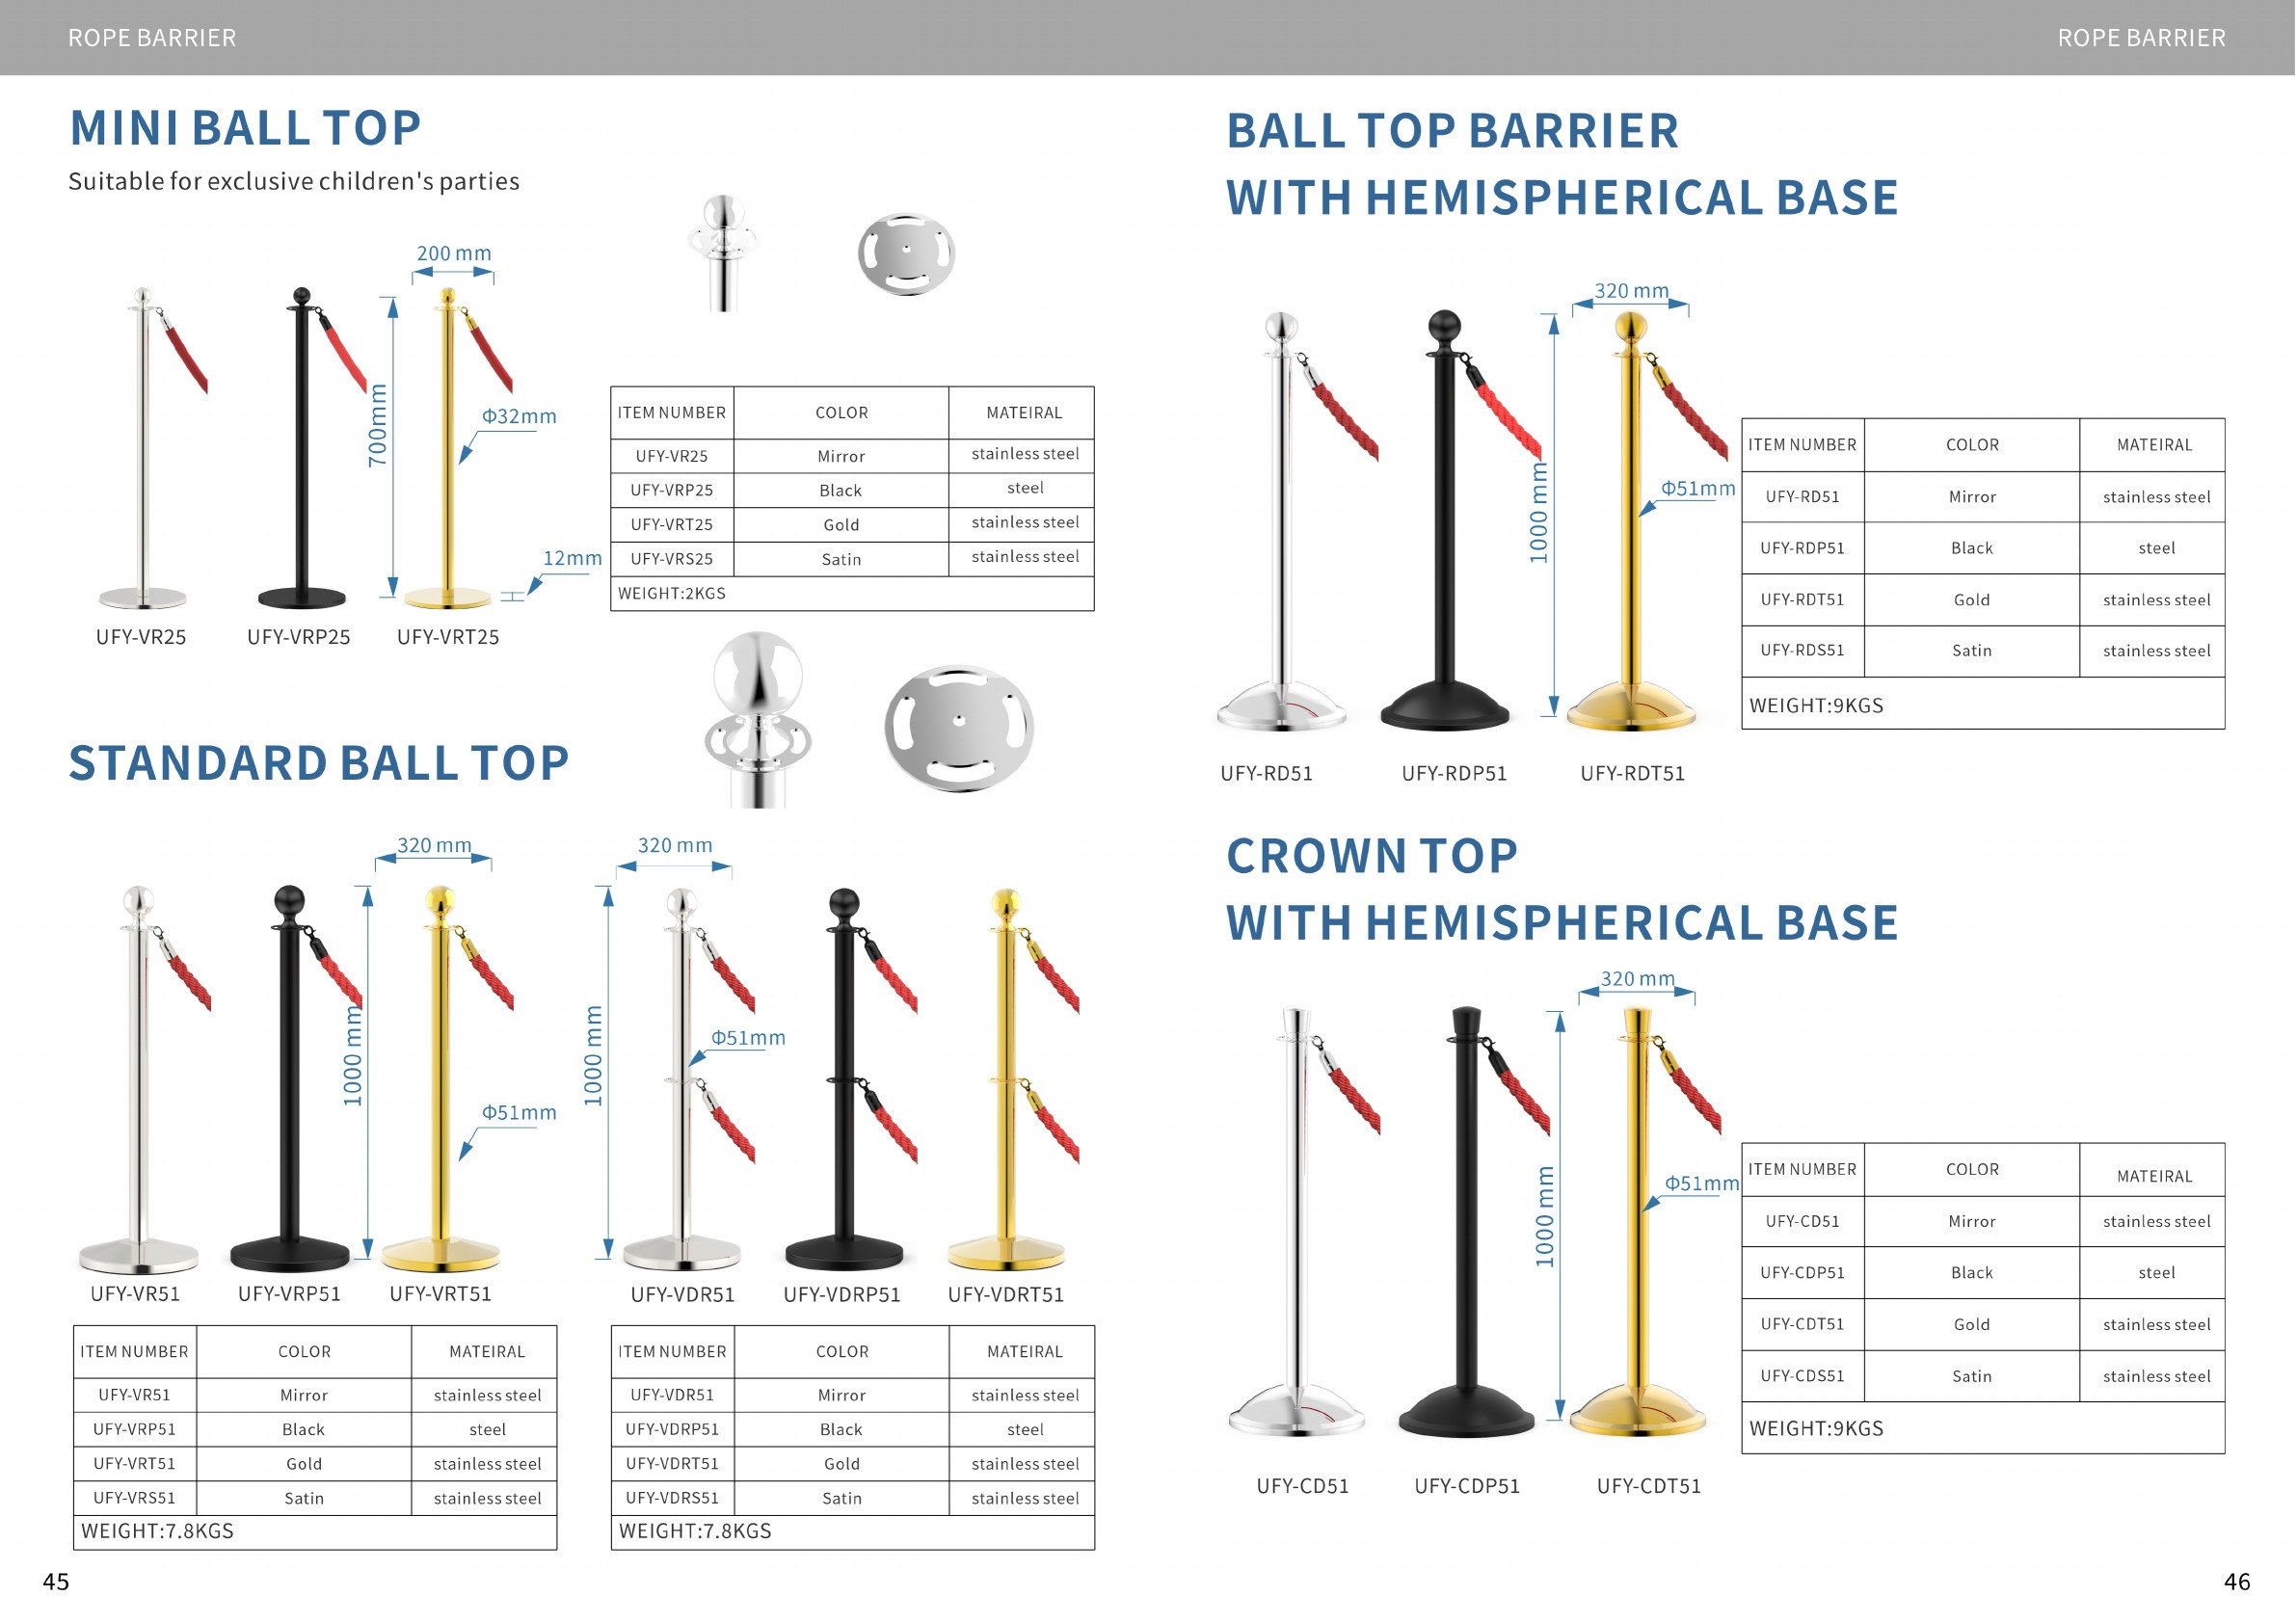 ROPE BARRIER
ROPE BARRIER
MINI BALL TOP
Suitable for exclusive children's parties
200 mm
700mm
Φ32mm
12mm
UFY-VR25 UFY-VRP25 UFY-VRT25
ITEM NUMBER COLOR MATEIRAL
UFY-VR25 Mirror stainless steel
UFY-VRP25 Black steel
UFY-VRT25 Gold stainless steel
UFY-VRS25 Satin stainless steel
WEIGHT:2KGS
STANDARD BALL TOP
320 mm
1000 mm
Φ51mm
UFY-VR51 UFY-VRP51 UFY-VRT51
320 mm
1000 mm
Φ51mm
UFY-VDR51 UFY-VDRP51 UFY-VDRT51
ITEM NUMBER COLOR MATEIRAL
UFY-VR51 Mirror stainless steel
UFY-VRP51 Black steel
UFY-VRT51 Gold stainless steel
UFY-VRS51 Satin stainless steel
WEIGHT:7.8KGS
ITEM NUMBER COLOR MATEIRAL
UFY-VDR51 Mirror stainless steel
UFY-VDRP51 Black steel
UFY-VDRT51 Gold stainless steel
UFY-VDRS51 Satin stainless steel
WEIGHT:7.8KGS
45
BALL TOP BARRIER
WITH HEMISPHERICAL BASE
320 mm
1000 mm
Φ51mm
UFY-RD51 UFY-RDP51 UFY-RDT51
ITEM NUMBER COLOR MATEIRAL
UFY-RD51 Mirror stainless steel
UFY-RDP51 Black steel
UFY-RDT51 Gold stainless steel
UFY-RDS51 Satin stainless steel
WEIGHT:9KGS
CROWN TOP
WITH HEMISPHERICAL BASE
320 mm
1000 mm
Φ51mm
UFY-CD51 UFY-CDP51 UFY-CDT51
ITEM NUMBER COLOR MATEIRAL
UFY-CD51 Mirror stainless steel
UFY-CDP51 Black steel
UFY-CDT51 Gold stainless steel
UFY-CDS51 Satin stainless steel
WEIGHT:9KGS
46